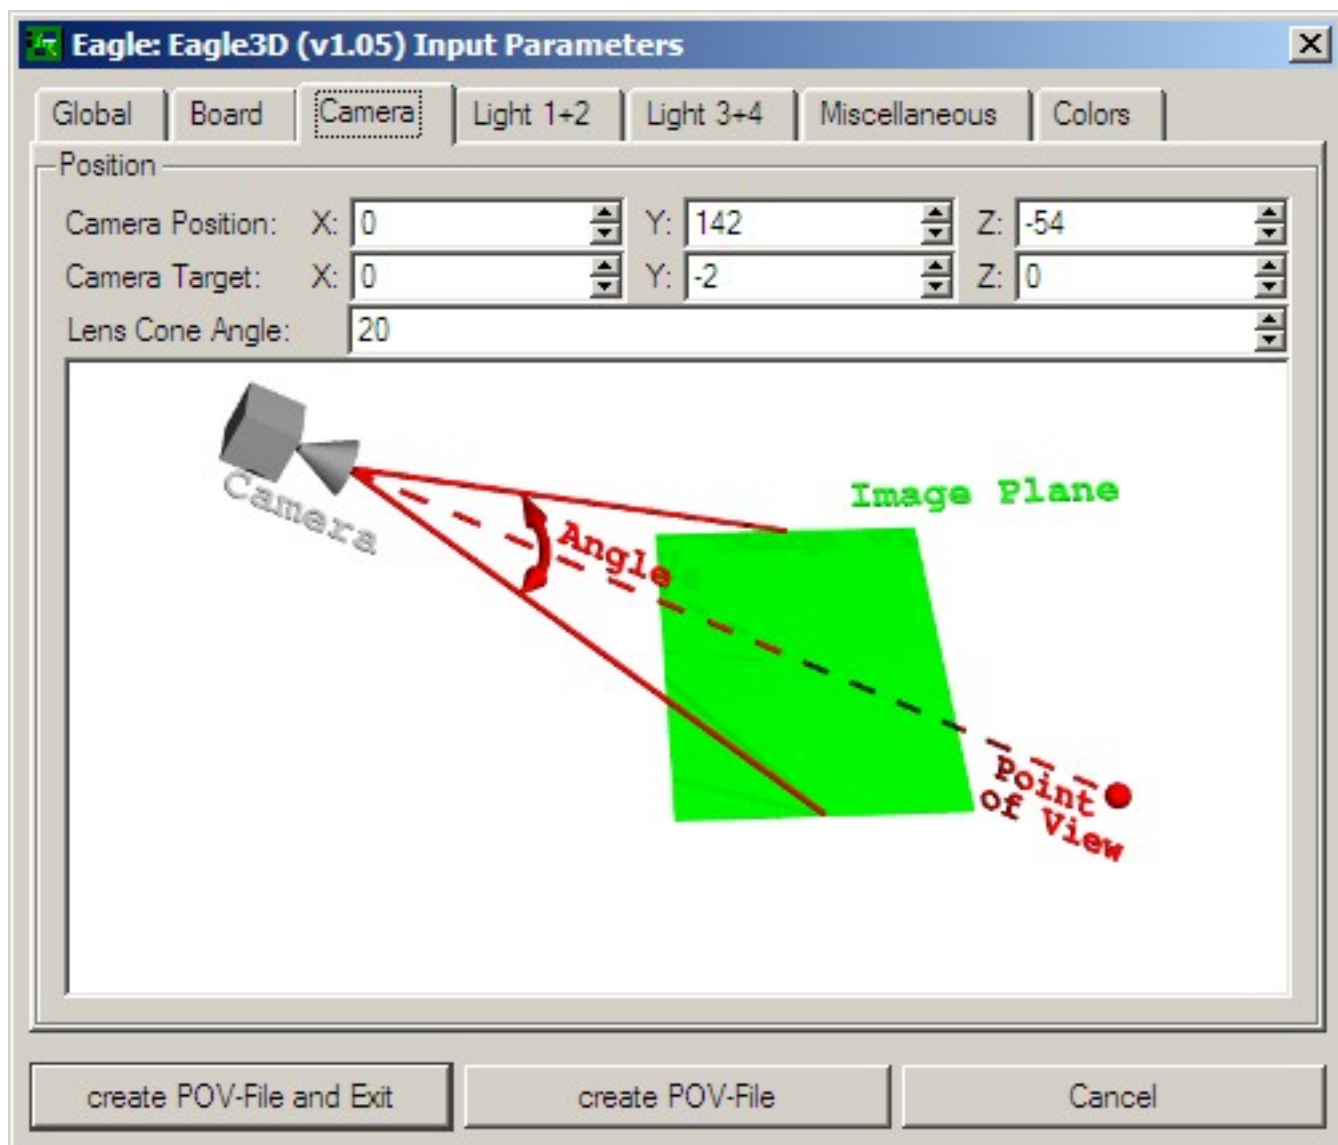 Eagle: Eagle3D (v1.05) Input Parameters
Global Board Camera Light 1+2 Light 3+4 Miscellaneous Colors
Position
Camera Position: X: 0 Y: 142 Z: -54
Camera Target: X: 0 Y: -2 Z: 0
Lens Cone Angle: 20
Camera
Angle
Image Plane
Point
of View
create POV-File and Exit create POV-File Cancel